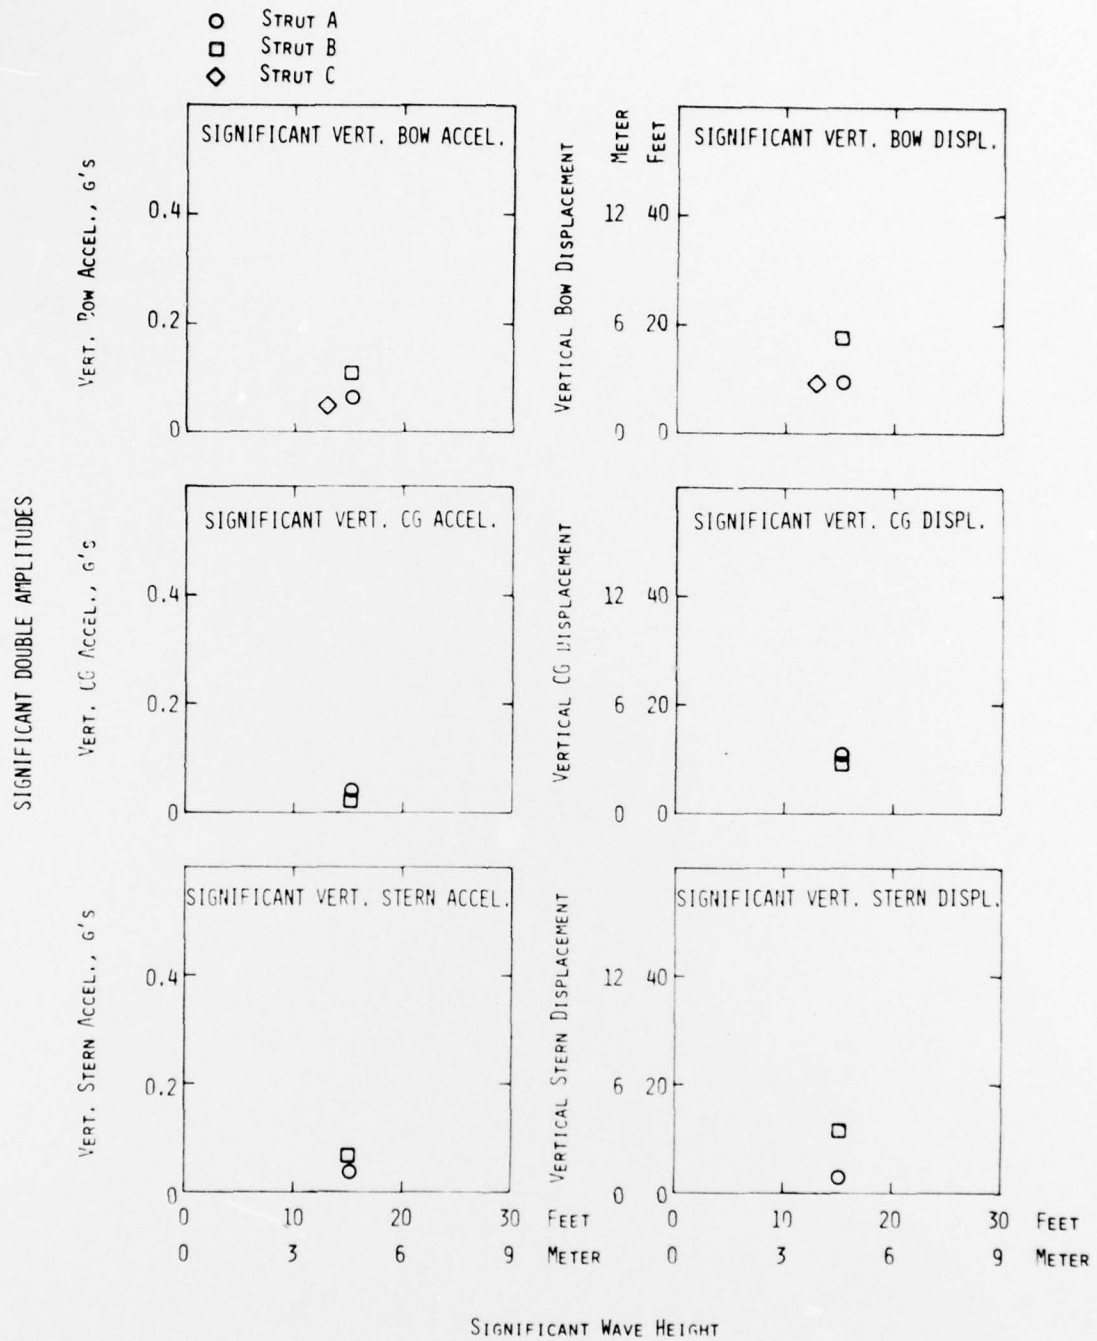 STRUT A
STRUT B
STRUT C
SIGNIFICANT DOUBLE AMPLITUDES
VERT. BOW ACCEL., G'S
0.4
0.2
0
SIGNIFICANT VERT. BOW ACCEL.
VERTICAL BOW DISPLACEMENT
METER
FEET
12 40
6 20
0 0
SIGNIFICANT VERT. BOW DISPL.
VERT. CG ACCEL., G'S
0.4
0.2
0
SIGNIFICANT VERT. CG ACCEL.
VERTICAL CG DISPLACEMENT
12 40
6 20
0 0
SIGNIFICANT VERT. CG DISPL.
VERT. STERN ACCEL., G'S
0.4
0.2
0
SIGNIFICANT VERT. STERN ACCEL.
VERTICAL STERN DISPLACEMENT
12 40
6 20
0 0
SIGNIFICANT VERT. STERN DISPL.
0 10 20 30 FEET
0 3 6 9 METER
0 10 20 30 FEET
0 3 6 9 METER
SIGNIFICANT WAVE HEIGHT